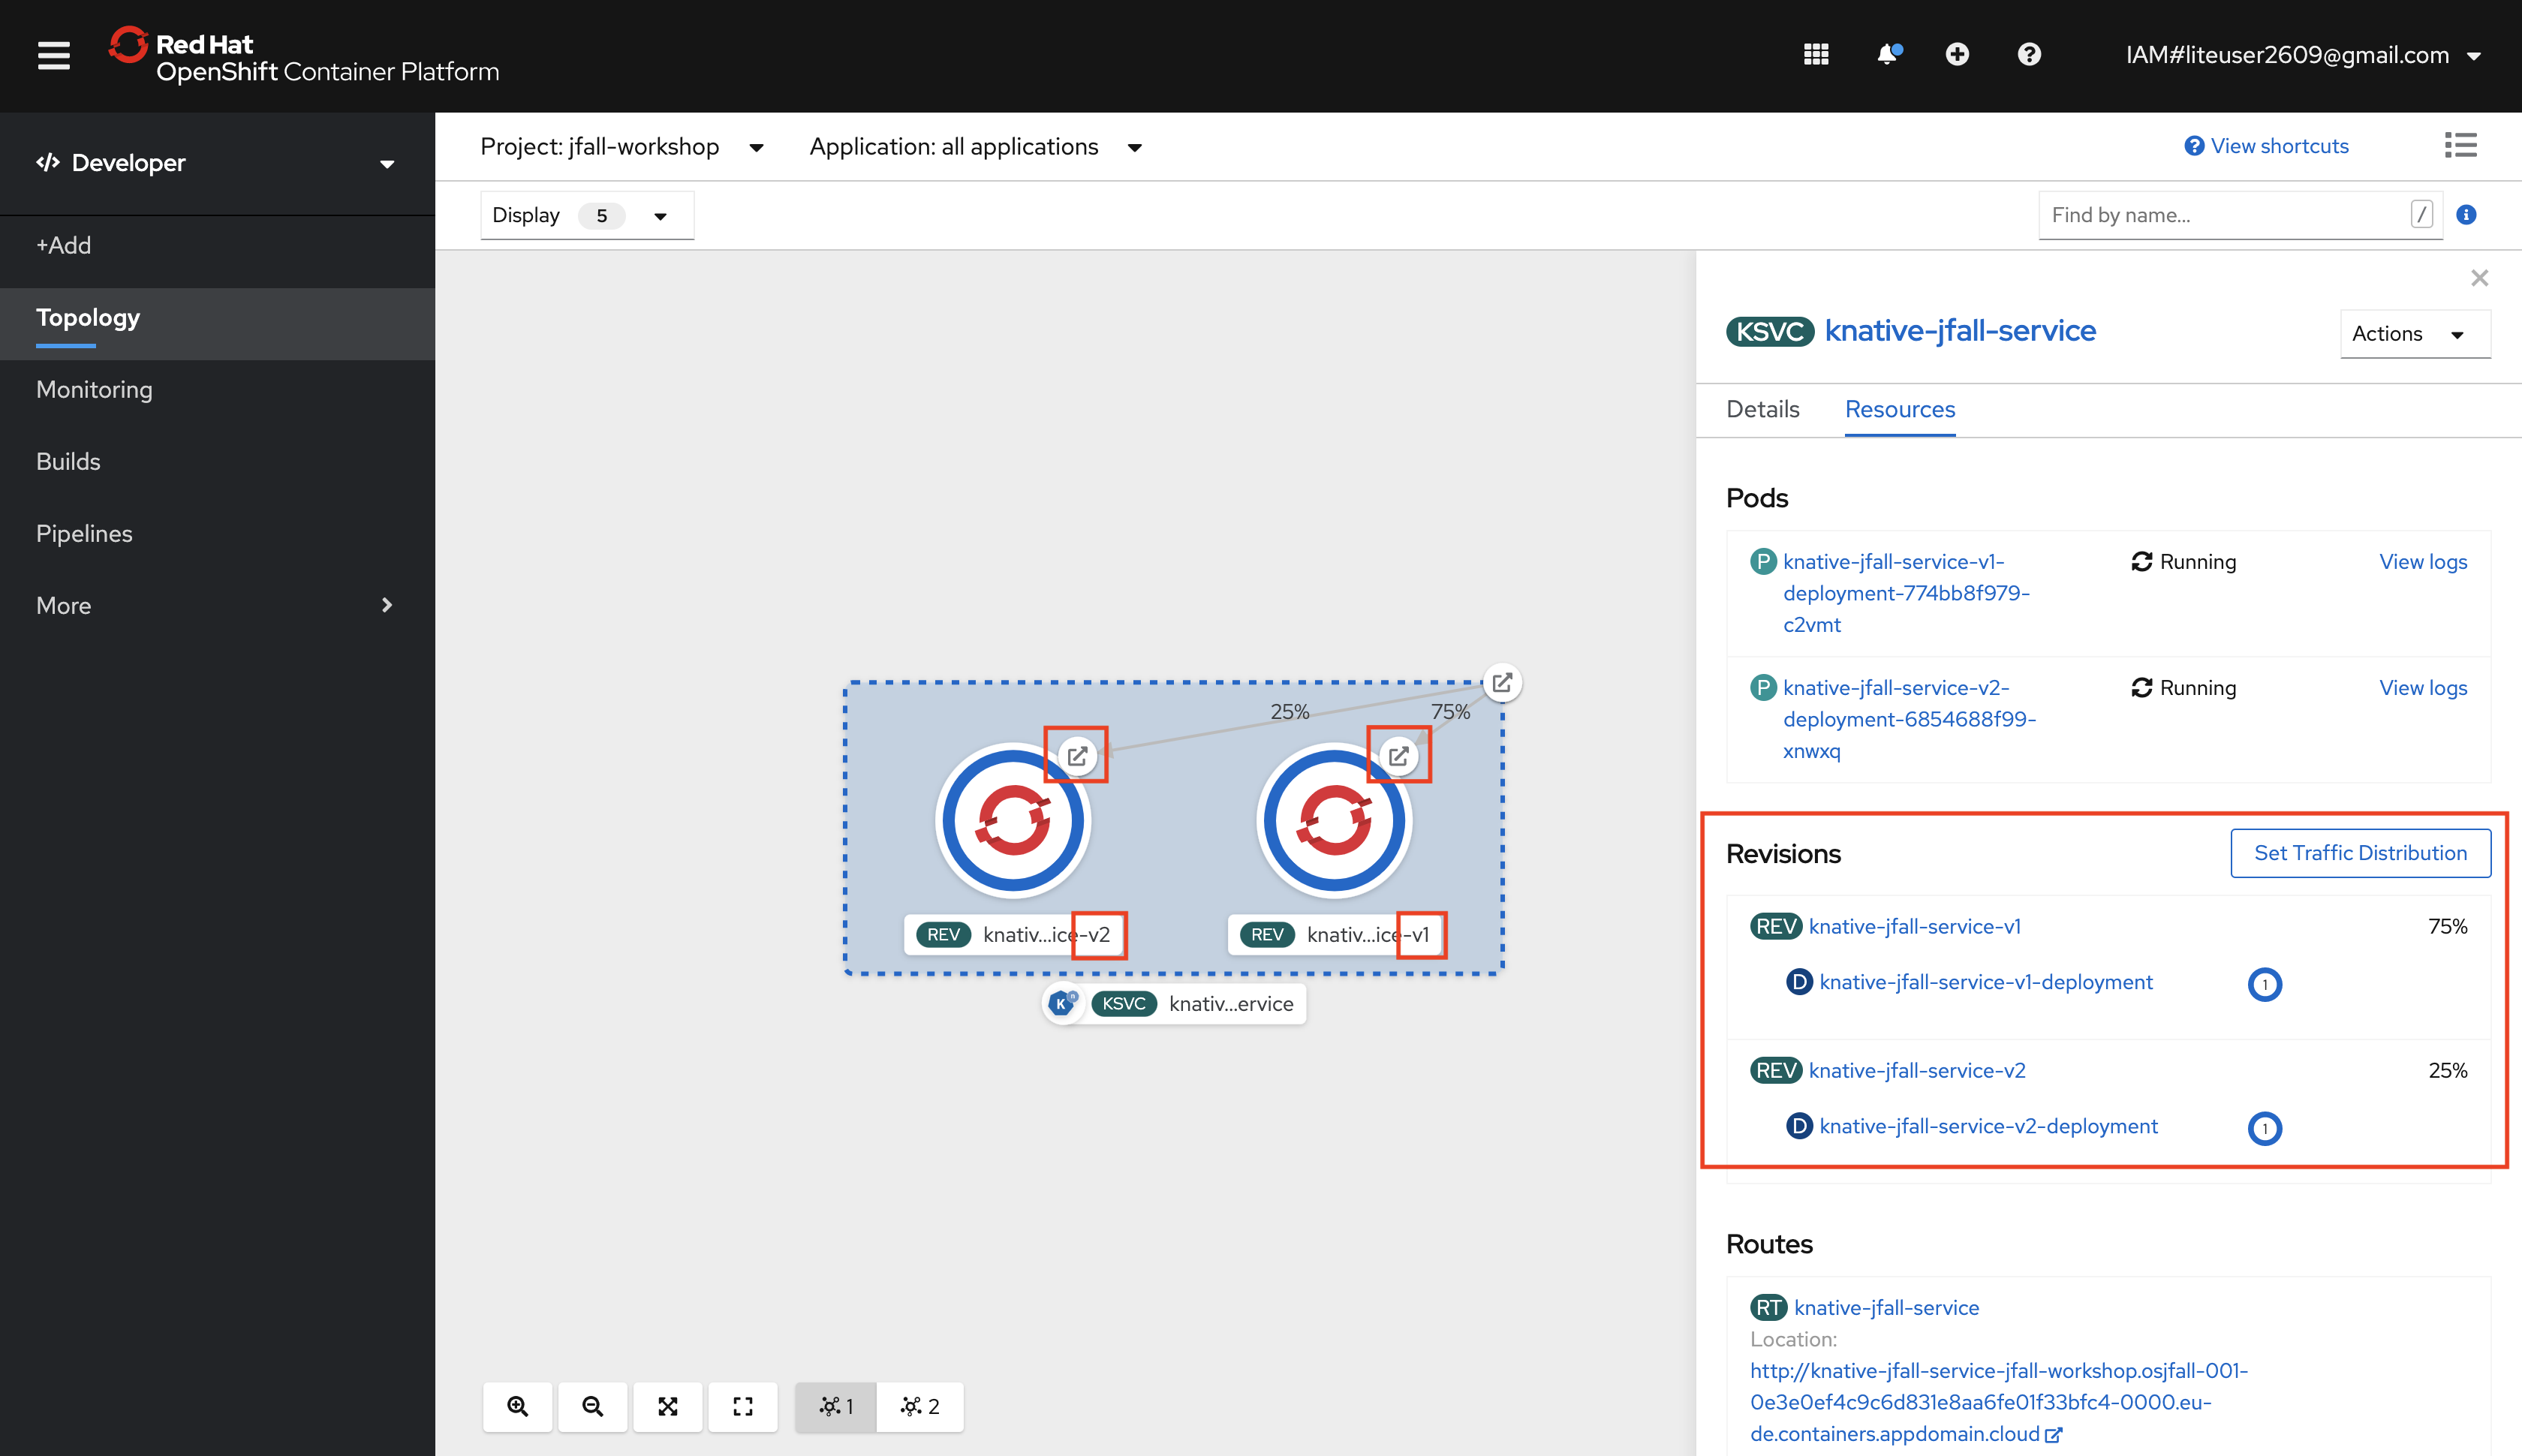 Red Hat
OpenShift Container Platform
IAM#liteuser2609@gmail.com
Developer
+Add
Topology
Monitoring
Builds
Pipelines
More
Project: jfall-workshop
Application: all applications
View shortcuts
Display 5
Find by name...
/
25%
75%
REV knativ...ice-v2
REV knativ...ice-v1
KSVC knativ...ervice
1
2
KSVC knative-jfall-service
Actions
Details
Resources
Pods
P knative-jfall-service-v1-
deployment-774bb8f979-
c2vmt
Running
View logs
P knative-jfall-service-v2-
deployment-6854688f99-
xnwxq
Running
View logs
Revisions
Set Traffic Distribution
REV knative-jfall-service-v1
75%
D knative-jfall-service-v1-deployment
1
REV knative-jfall-service-v2
25%
D knative-jfall-service-v2-deployment
1
Routes
RT knative-jfall-service
Location:
http://knative-jfall-service-jfall-workshop.osjfall-001-
0e3e0ef4c9c6d831e8aa6fe01f33bfc4-0000.eu-
de.containers.appdomain.cloud